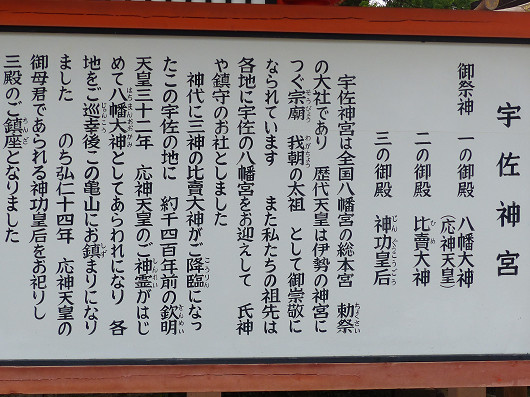 宇佐神宮
御祭神 一の御殿 八幡大神
(応神天皇)
二の御殿 比賣大神
三の御殿 神功皇后
宇佐神宮は全国八幡宮の総本宮 勅祭
の大社であり 歴代天皇は伊勢の神宮に
つぐ宗廟 我朝の太祖 として御崇敬に
なられています また私たちの祖先は
各地に宇佐の八幡宮をお迎えして 氏神
や鎮守のお社としました
神代に三神の比賣大神がご降臨になっ
たこの宇佐の地に 約千四百年前の欽明
天皇三十二年 応神天皇のご神霊がはじ
めて八幡大神としてあらわれになり 各
地をご巡幸後この亀山にお鎮まりになり
ました のち弘仁十四年 応神天皇の
御母君であられる神功皇后をお祀りし
三殿のご鎮座となりました